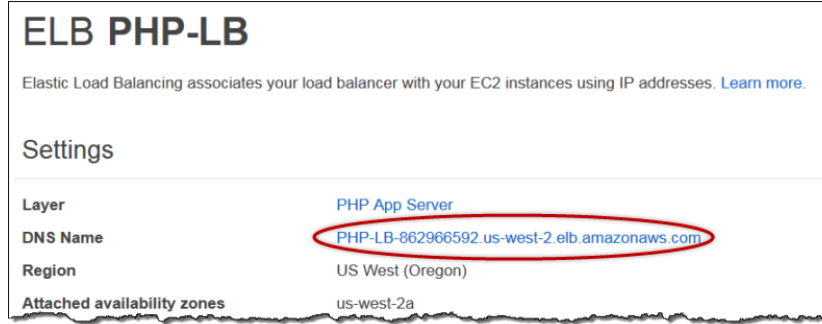 ELB PHP-LB
Elastic Load Balancing associates your load balancer with your EC2 instances using IP addresses. Learn more.
Settings
Layer PHP App Server
DNS Name PHP-LB-862966592.us-west-2.elb.amazonaws.com
Region US West (Oregon)
Attached availability zones us-west-2a